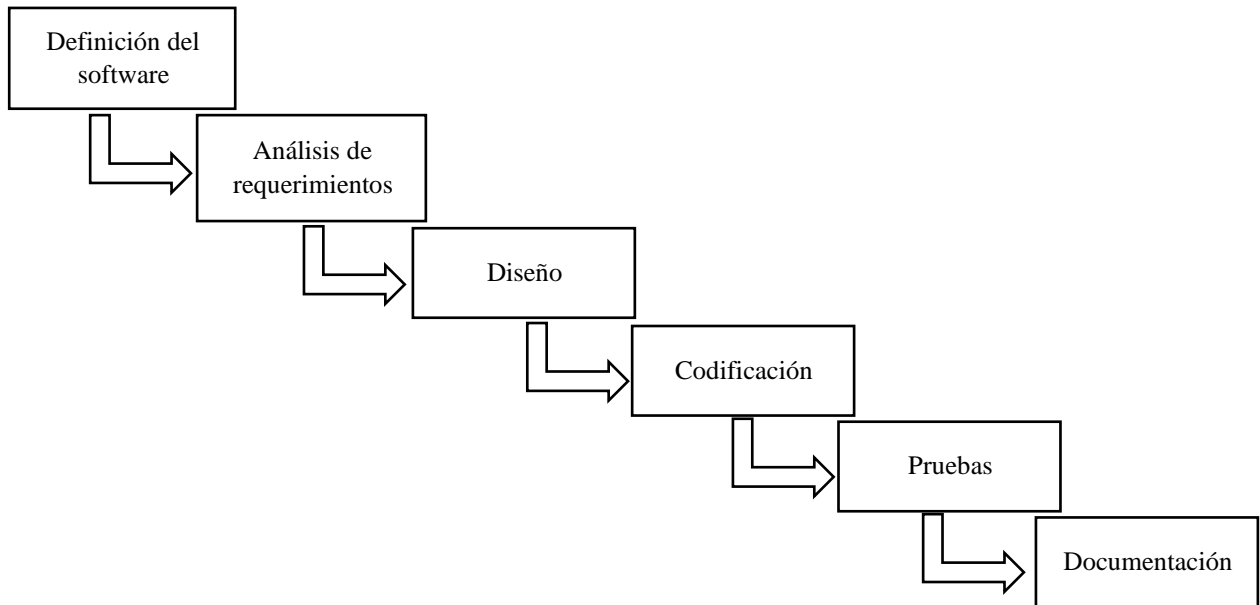 Definición del
software
Análisis de
requerimientos
Diseño
Codificación
Pruebas
Documentación